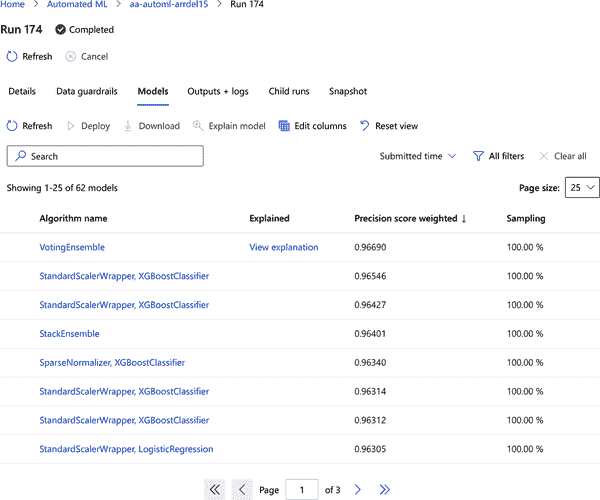 Home > Automated ML > aa-automl-arrdel15 > Run 174
Run 174 Completed
Refresh Cancel
Details Data guardrails Models Outputs + logs Child runs Snapshot
Refresh Deploy Download Explain model Edit columns Reset view
Search Submitted time All filters Clear all
Showing 1-25 of 62 models Page size: 25
Algorithm name Explained Precision score weighted ↓ Sampling
VotingEnsemble View explanation 0.96690 100.00 %
StandardScalerWrapper, XGBoostClassifier 0.96546 100.00 %
StandardScalerWrapper, XGBoostClassifier 0.96427 100.00 %
StackEnsemble 0.96401 100.00 %
SparseNormalizer, XGBoostClassifier 0.96340 100.00 %
StandardScalerWrapper, XGBoostClassifier 0.96314 100.00 %
StandardScalerWrapper, XGBoostClassifier 0.96312 100.00 %
StandardScalerWrapper, LogisticRegression 0.96305 100.00 %
Page 1 of 3